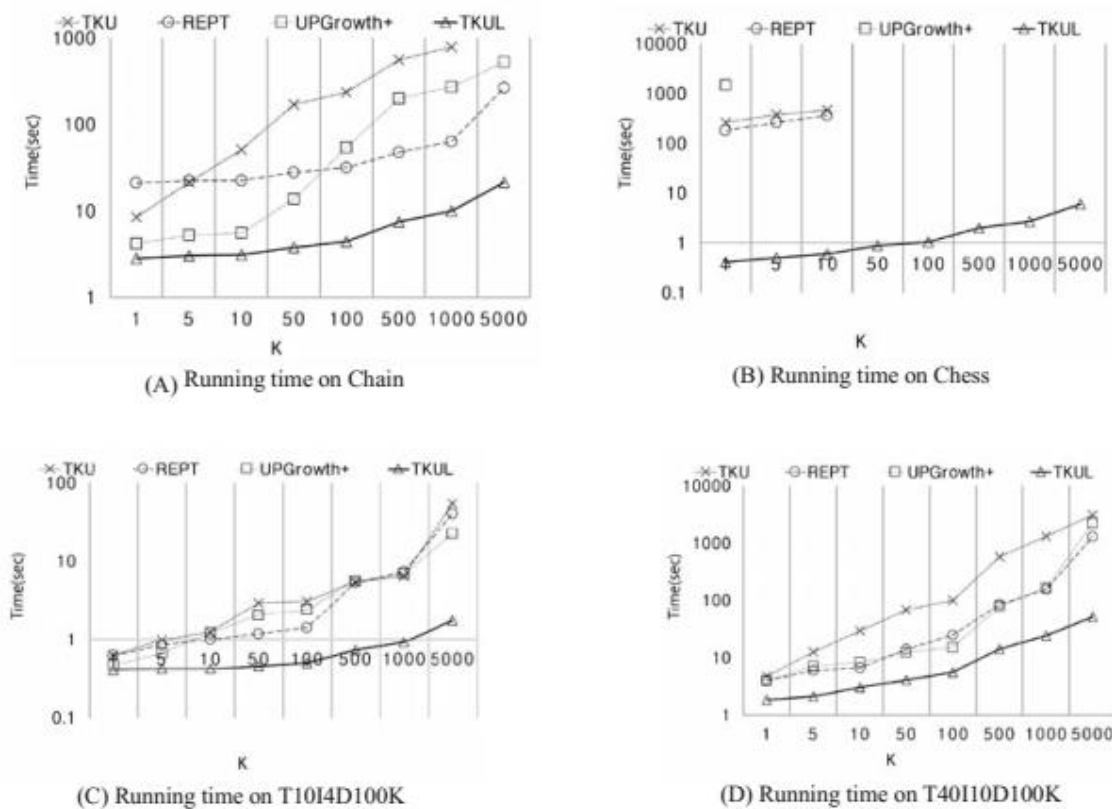 TKU REPT UPGrowth+ TKUL
1000
100
10
1
Time(sec)
1 5 10 50 100 500 1000 5000
K
(A) Running time on Chain
TKU REPT UPGrowth+ TKUL
10000
1000
100
10
1
0.1
Time(sec)
4 5 10 50 100 500 1000 5000
K
(B) Running time on Chess
TKU REPT UPGrowth+ TKUL
100
10
1
0.1
Time(sec)
5 10 50 100 500 1000 5000
K
(C) Running time on T10I4D100K
TKU REPT UPGrowth+ TKUL
10000
1000
100
10
1
Time(sec)
1 5 10 50 100 500 1000 5000
K
(D) Running time on T40I10D100K